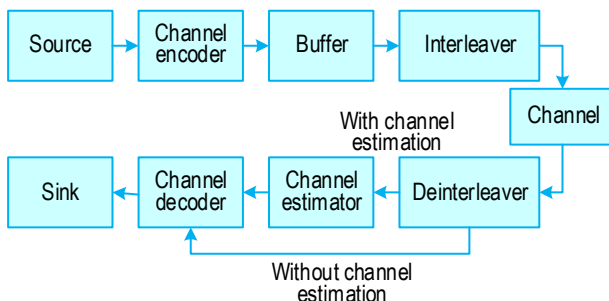 Source
Channel
encoder
Buffer
Interleaver
Channel
With channel
estimation
Sink
Channel
decoder
Channel
estimator
Deinterleaver
Without channel
estimation